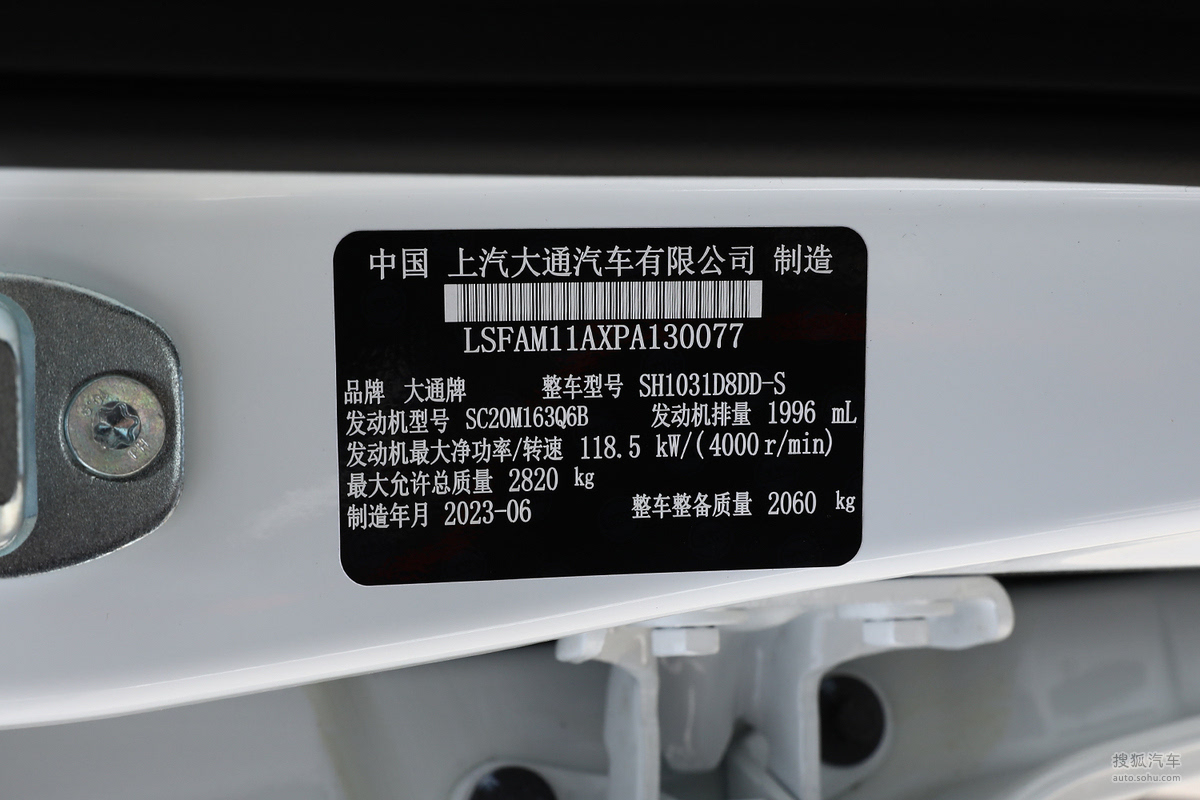 中国 上汽大通汽车有限公司 制造
LSFAM11AXPA130077
品牌 大通牌 整车型号 SH1031D8DD-S
发动机型号 SC20M163Q6B 发动机排量 1996 mL
发动机最大净功率/转速 118.5 kW/(4000r/min)
最大允许总质量 2820 kg
制造年月 2023-06 整车整备质量 2060 kg
搜狐汽车
auto.sohu.com